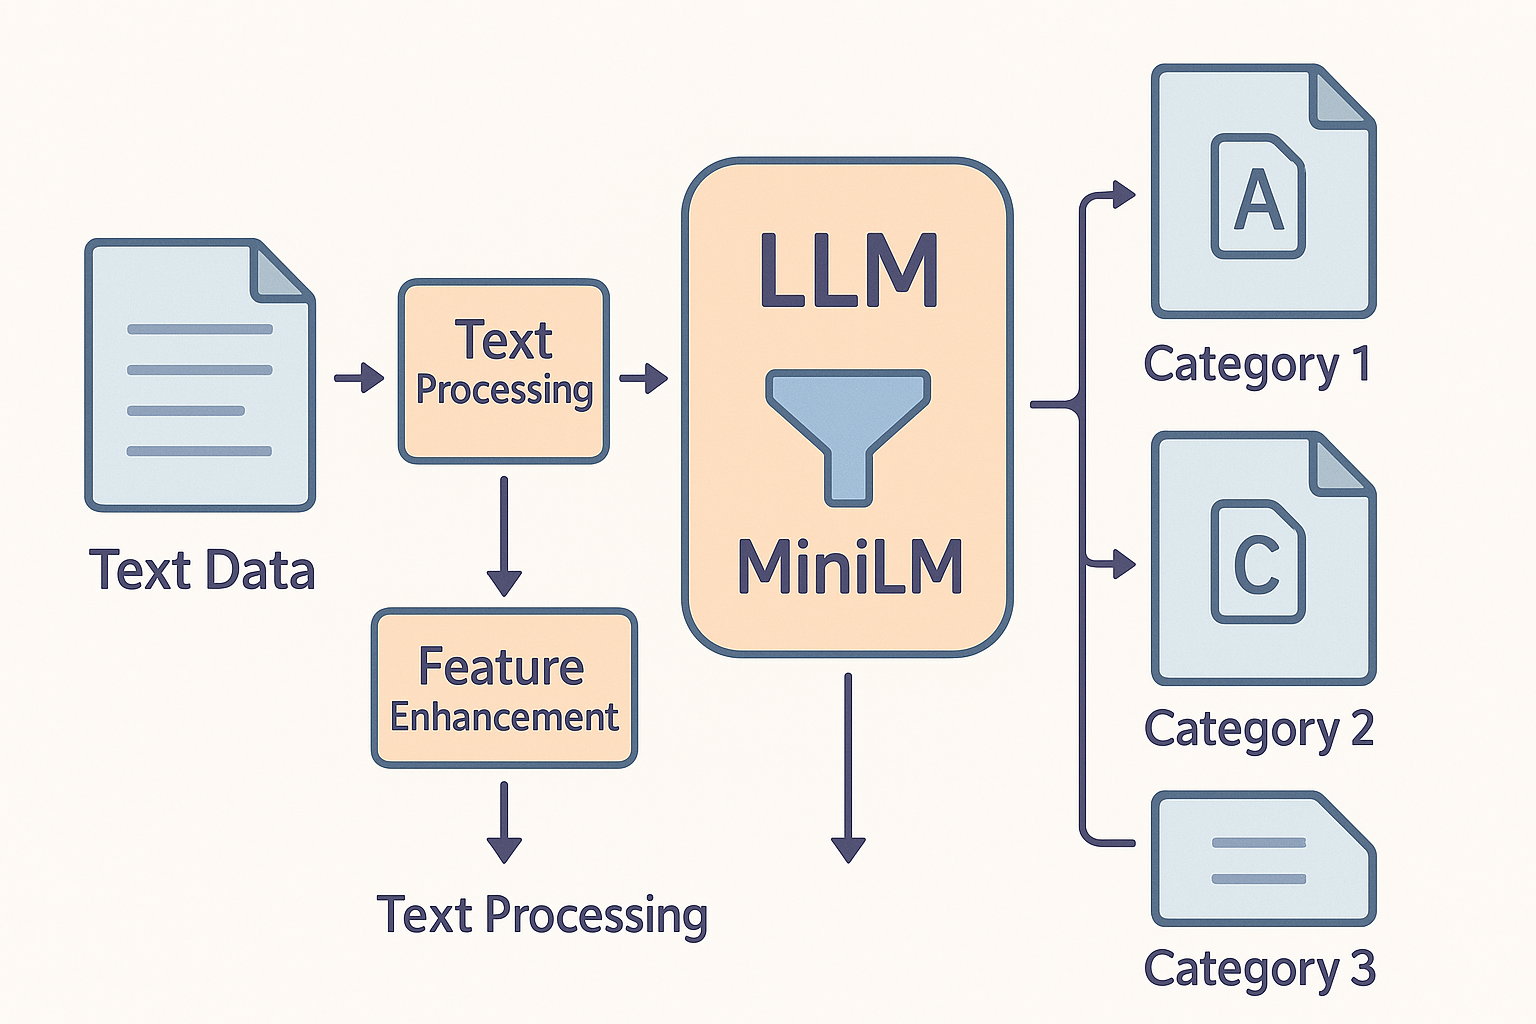 Text Data
Text
Processing
Feature
Enhancement
Text Processing
LLM
MiniLM
A
Category 1
C
Category 2
Category 3